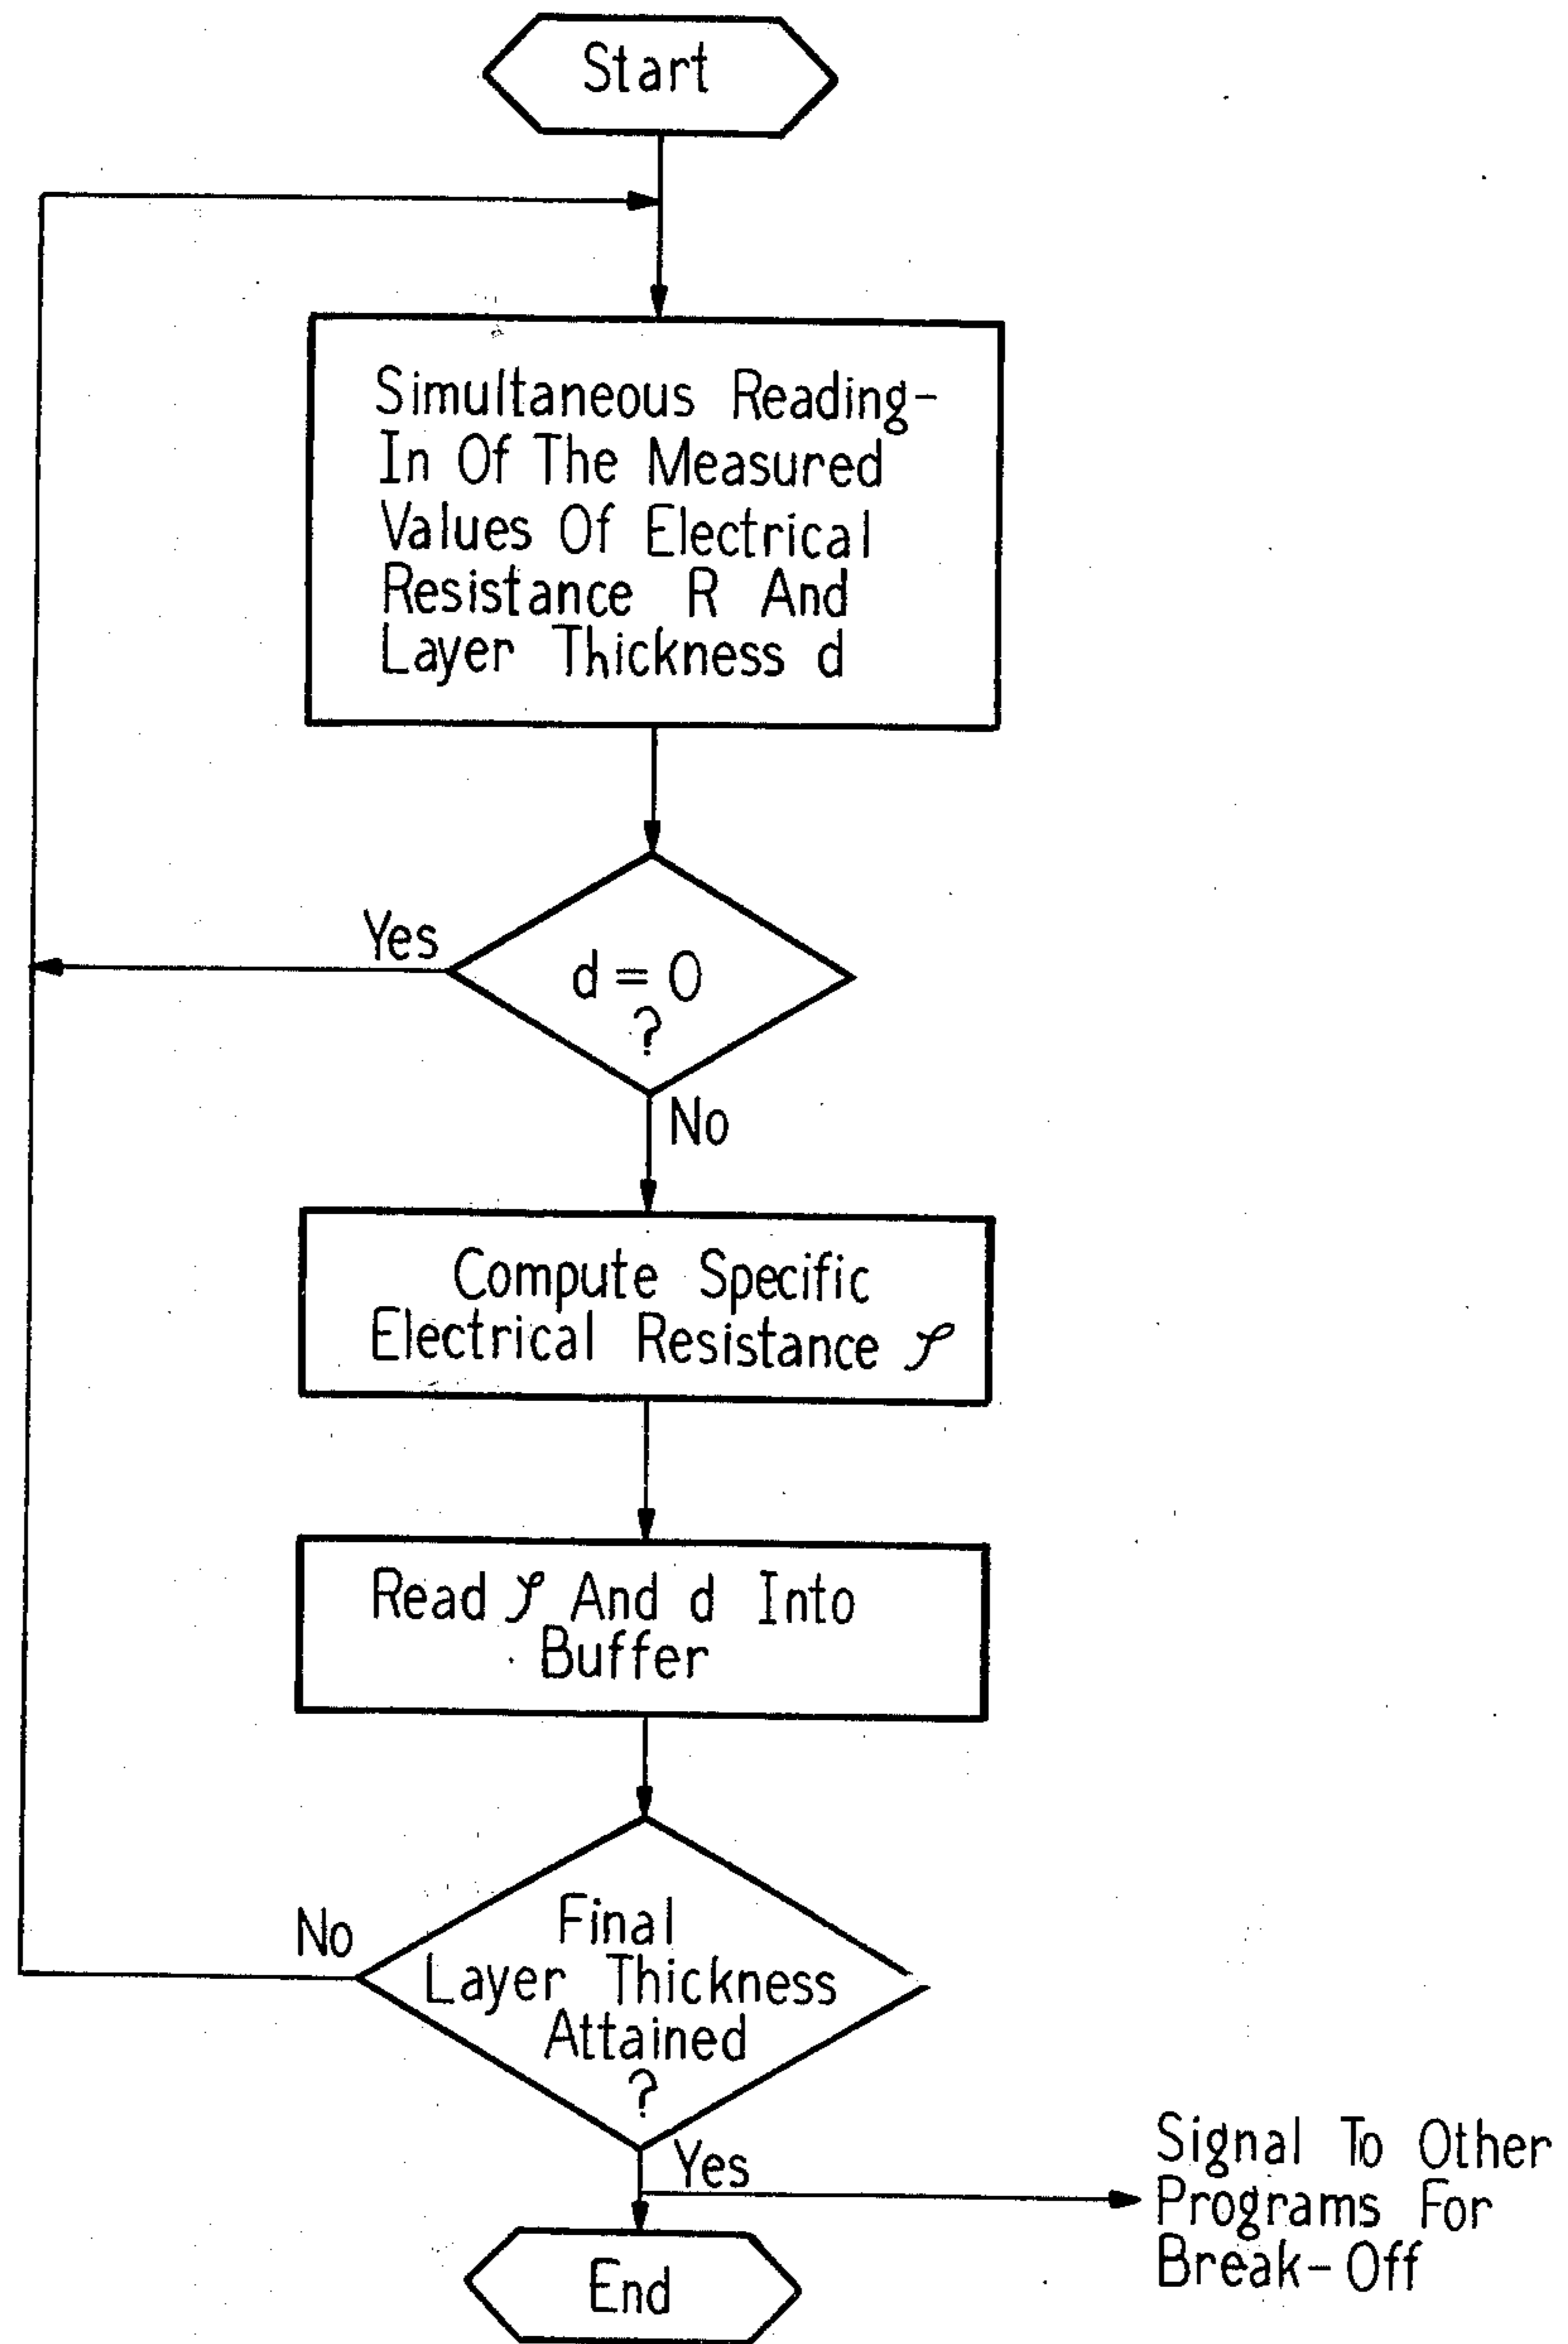 Start
Simultaneous Reading-
In Of The Measured
Values Of Electrical
Resistance R And
Layer Thickness d
Yes
d = 0
?
No
Compute Specific
Electrical Resistance ρ
Read ρ And d Into
Buffer
No
Final
Layer Thickness
Attained
?
Yes
Signal To Other
Programs For
Break-Off
End